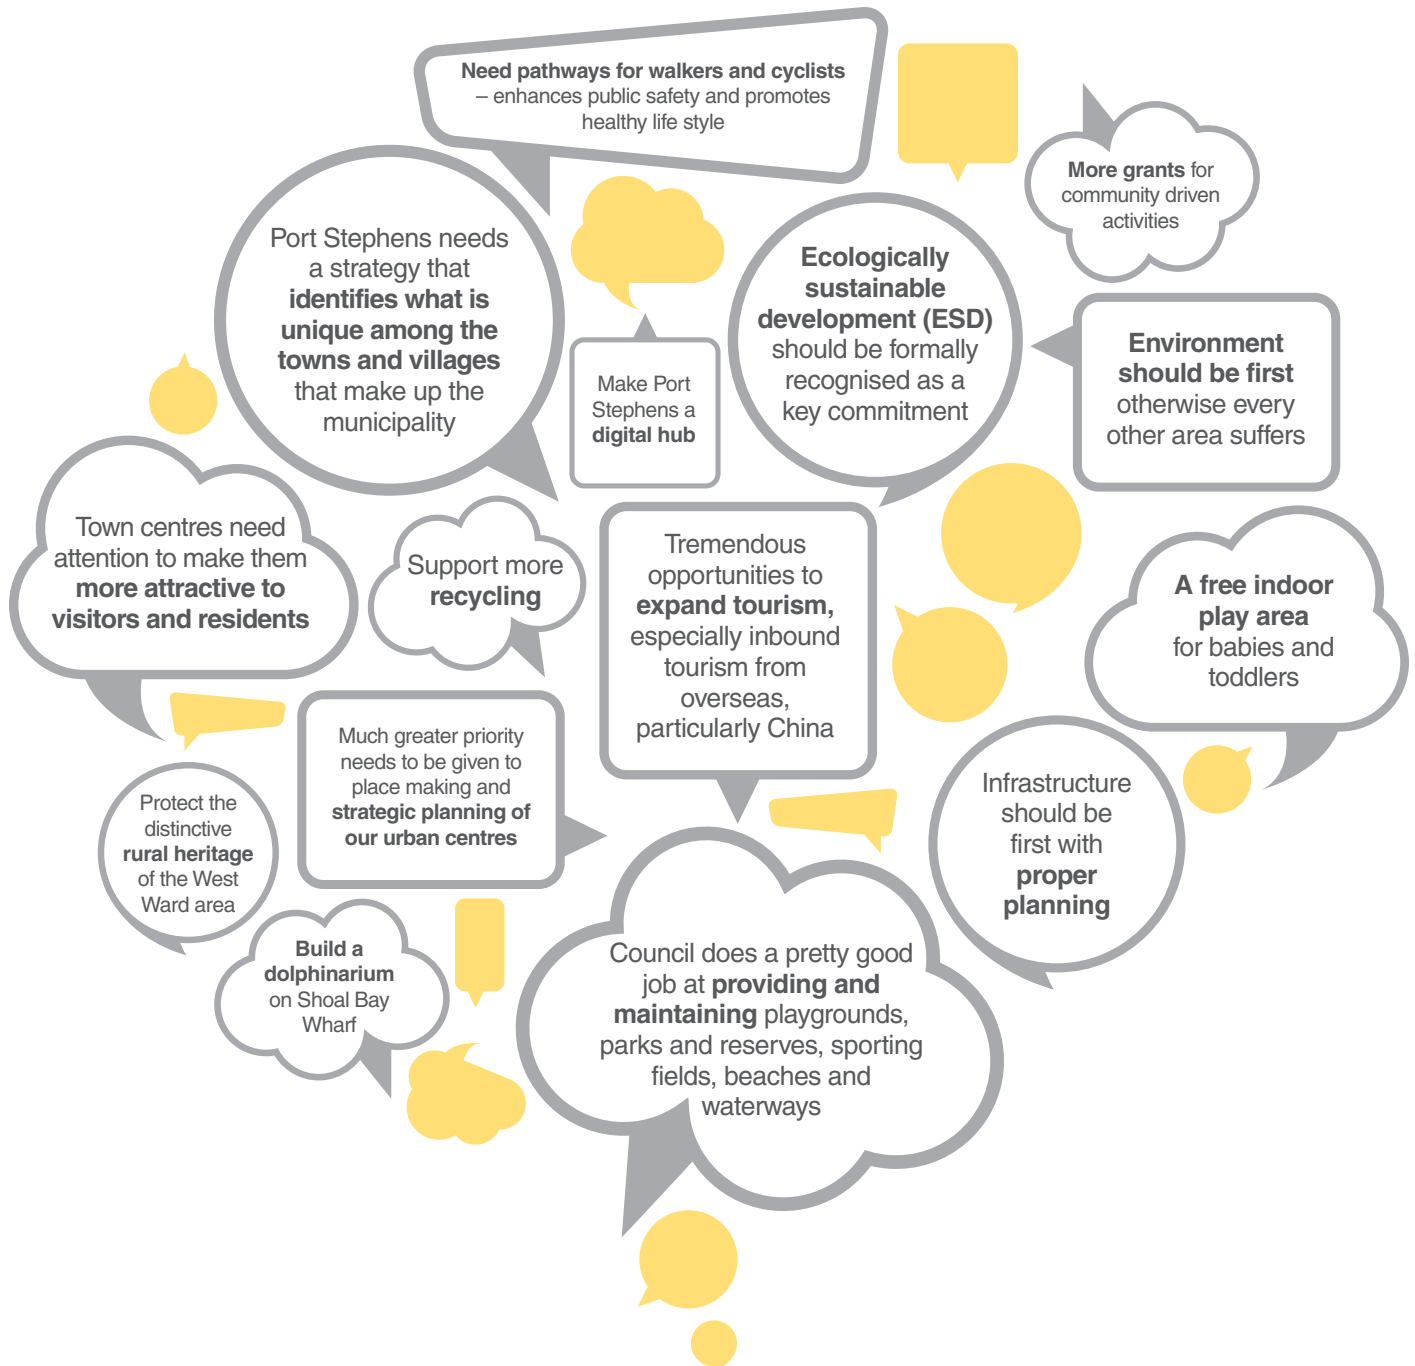 Need pathways for walkers and cyclists
– enhances public safety and promotes
healthy life style
More grants for
community driven
activities
Port Stephens needs
a strategy that
identifies what is
unique among the
towns and villages
that make up the
municipality
Ecologically
sustainable
development (ESD)
should be formally
recognised as a
key commitment
Environment
should be first
otherwise every
other area suffers
Make Port
Stephens a
digital hub
Town centres need
attention to make them
more attractive to
visitors and residents
Support more
recycling
Tremendous
opportunities to
expand tourism,
especially inbound
tourism from
overseas,
particularly China
A free indoor
play area
for babies and
toddlers
Much greater priority
needs to be given to
place making and
strategic planning of
our urban centres
Infrastructure
should be
first with
proper
planning
Protect the
distinctive
rural heritage
of the West
Ward area
Build a
dolphinarium
on Shoal Bay
Wharf
Council does a pretty good
job at providing and
maintaining playgrounds,
parks and reserves, sporting
fields, beaches and
waterways